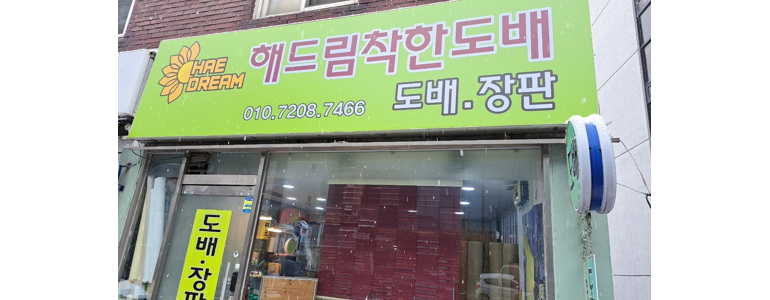 HAE
DREAM
해드림착한도배
010.7208.7466
도배.장판
도배·장판